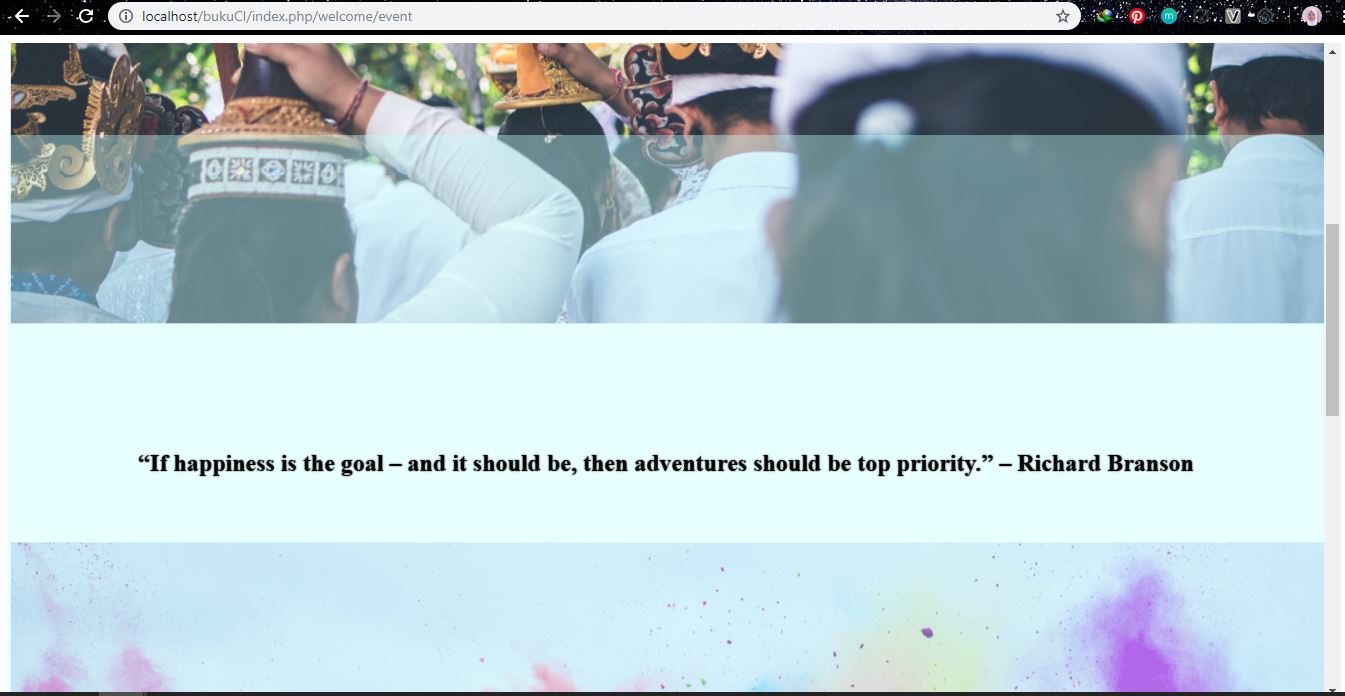 localhost/bukuCI/index.php/welcome/event
m
V
“If happiness is the goal – and it should be, then adventures should be top priority.” – Richard Branson